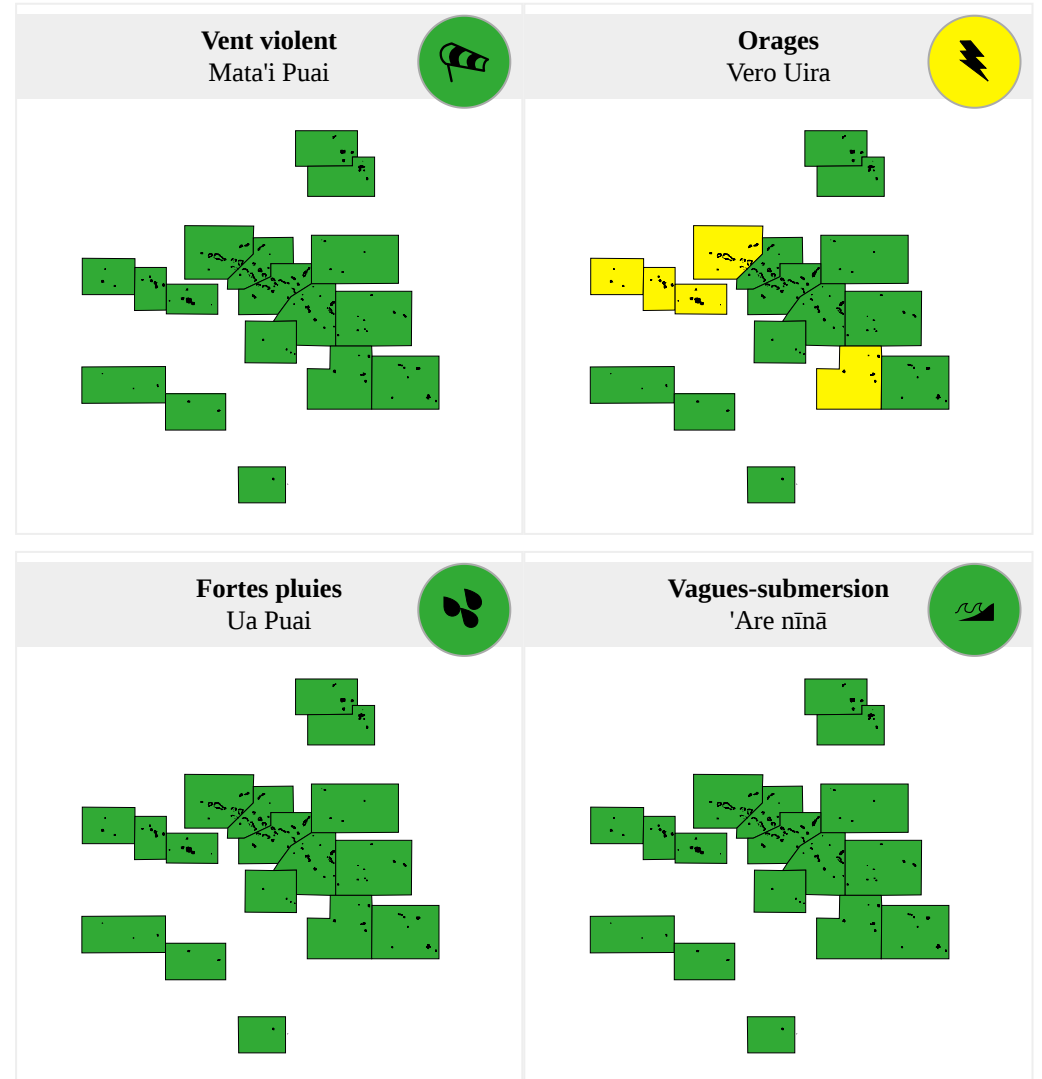 Vent violent
Mata'i Puai
Orages
Vero Uira
Fortes pluies
Ua Puai
Vagues-submersion
'Are nīnā